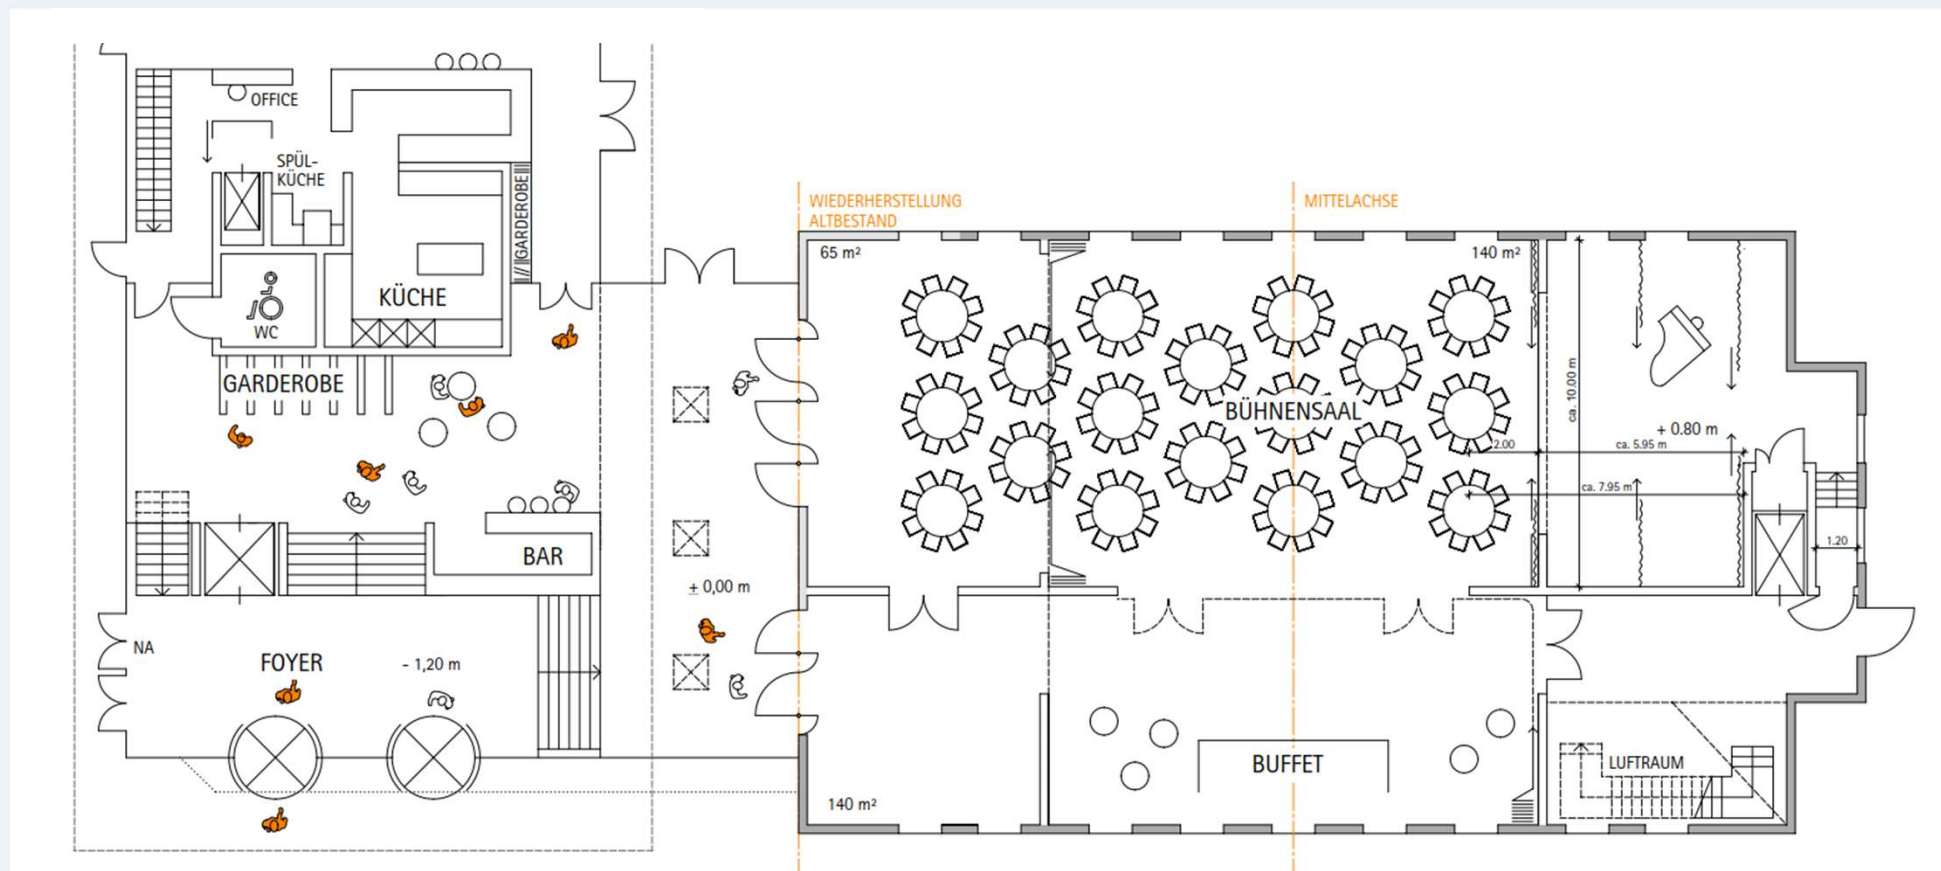 OFFICE
SPÜL-
KÜCHE
GARDEROBE
WIEDERHERSTELLUNG
ALTBESTAND
MITTELACHSE
65 m²
140 m²
KÜCHE
WC
GARDEROBE
BÜHNENSAAL
ca. 10.00 m
+ 0.80 m
2.00
ca. 5.95 m
ca. 7.95 m
1.20
BAR
± 0,00 m
NA
FOYER
- 1,20 m
BUFFET
LUFTRAUM
140 m²